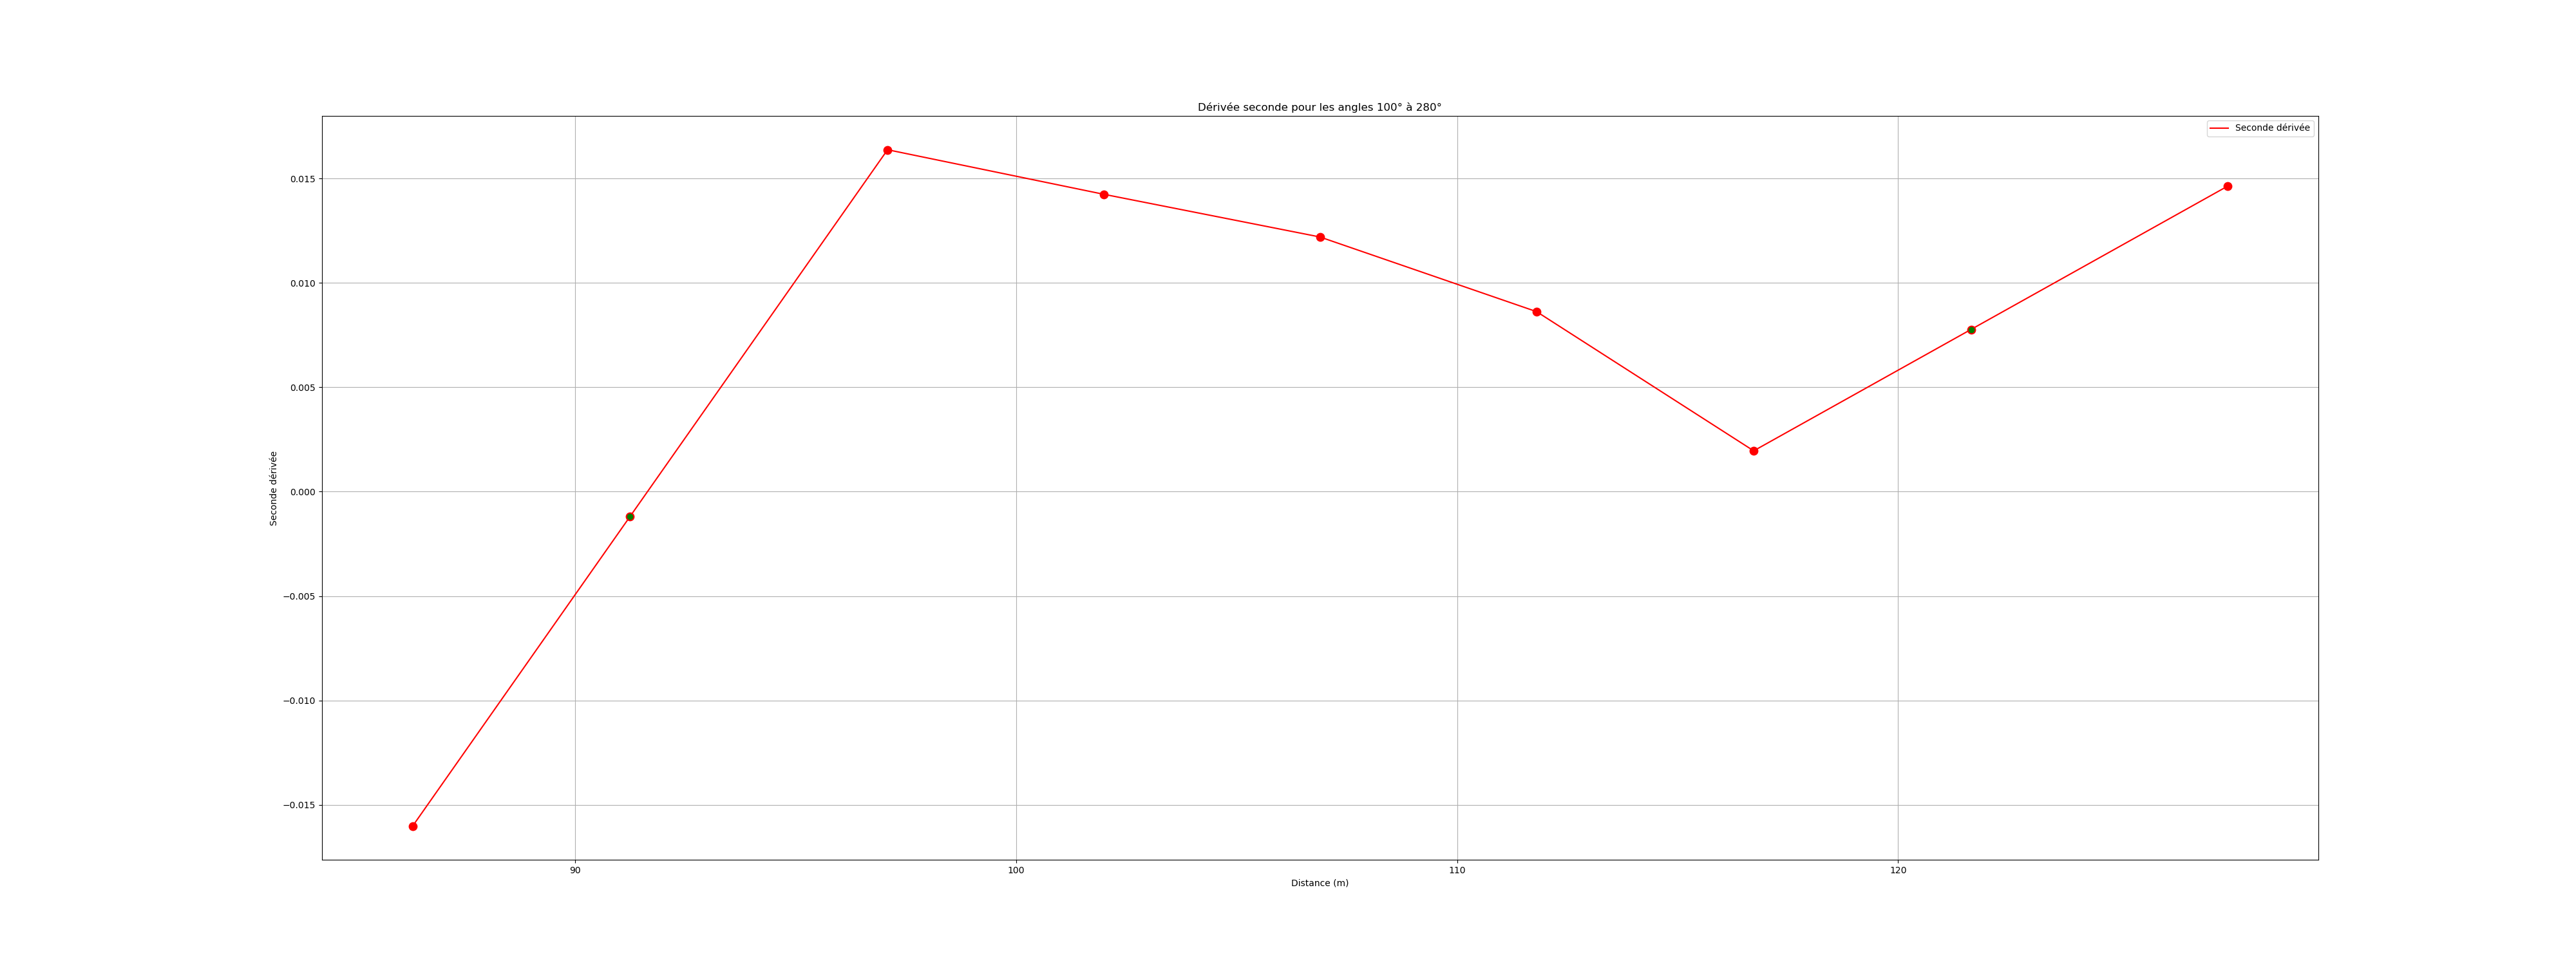 Dérivée seconde pour les angles 100° à 280°
Seconde dérivée
0.015
0.010
0.005
0.000
−0.005
−0.010
−0.015
Seconde dérivée
90
100
110
120
Distance (m)